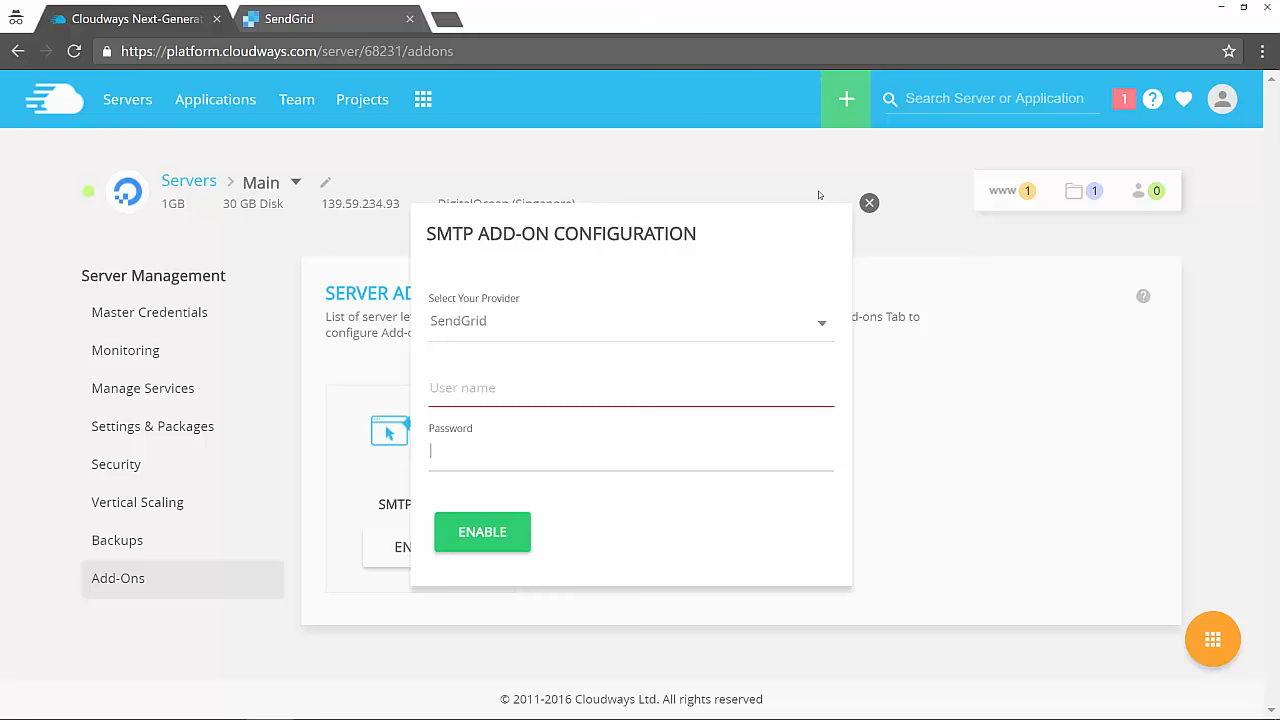 Cloudways Next-Generat
SendGrid
https://platform.cloudways.com/server/68231/addons
Servers
Applications
Team
Projects
Search Server or Application
1
?
Servers > Main
1GB
30 GB Disk
139.59.234.93
DigitalOcean (Singapore)
www 1
1
0
SMTP ADD-ON CONFIGURATION
Select Your Provider
SendGrid
User name
Password
ENABLE
Server Management
Master Credentials
Monitoring
Manage Services
Settings & Packages
Security
Vertical Scaling
Backups
Add-Ons
SERVER AD
List of server le
d-ons Tab to
configure Add-o
?
SMTP
EN
© 2011-2016 Cloudways Ltd. All rights reserved